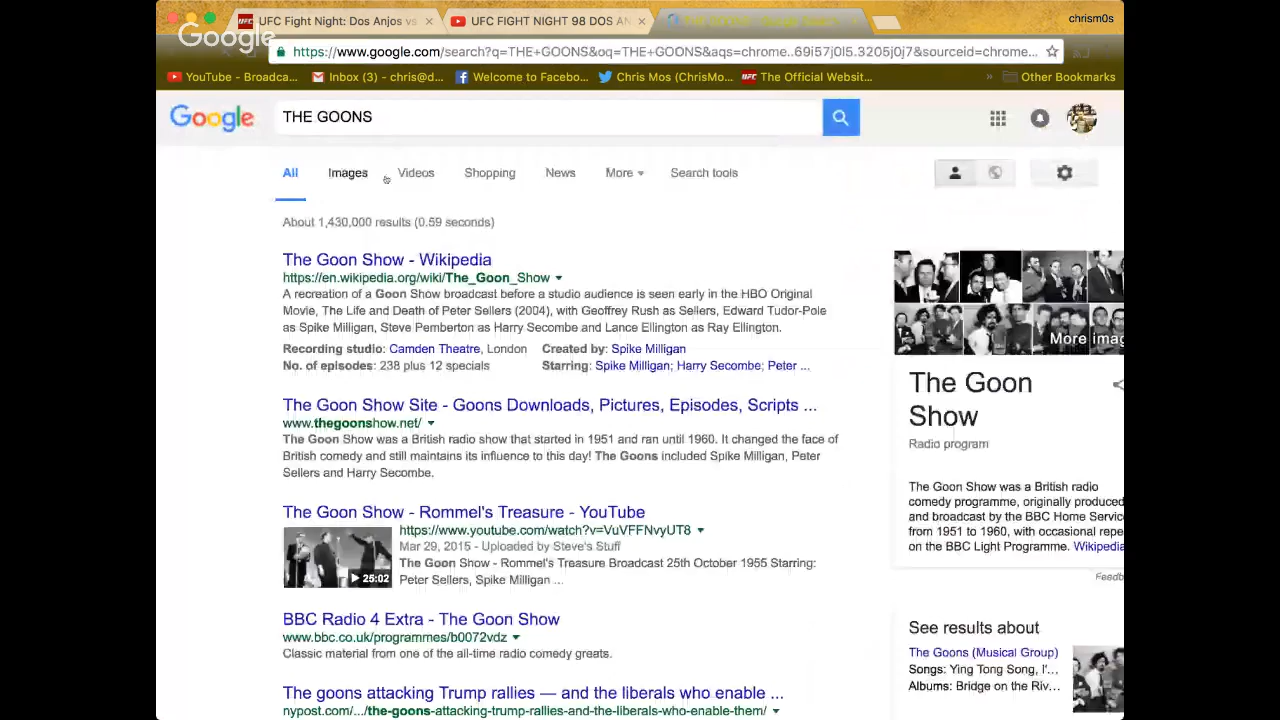 UFC Fight Night: Dos Anjos vs
UFC FIGHT NIGHT 98 DOS AN
chrism0s
Google
https://www.google.com/search?q=THE+GOONS&oq=THE+GOONS&aqs=chrome..69i57j0l5.3205j0j7&sourceid=chrome...
YouTube - Broadca...
Inbox (3) - chris@d...
Welcome to Facebo...
Chris Mos (ChrisMo...
The Official Websit...
»
Other Bookmarks
Google
THE GOONS
All Images Videos Shopping News More Search tools
About 1,430,000 results (0.59 seconds)
The Goon Show - Wikipedia
https://en.wikipedia.org/wiki/The_Goon_Show
A recreation of a Goon Show broadcast before a studio audience is seen early in the HBO Original
Movie, The Life and Death of Peter Sellers (2004), with Geoffrey Rush as Sellers, Edward Tudor-Pole
as Spike Milligan, Steve Pemberton as Harry Secombe and Lance Ellington as Ray Ellington.
Recording studio: Camden Theatre, London Created by: Spike Milligan
No. of episodes: 238 plus 12 specials Starring: Spike Milligan; Harry Secombe; Peter ...
The Goon Show Site - Goons Downloads, Pictures, Episodes, Scripts ...
www.thegoonshow.net/
The Goon Show was a British radio show that started in 1951 and ran until 1960. It changed the face of
British comedy and still maintains its influence to this day! The Goons included Spike Milligan, Peter
Sellers and Harry Secombe.
The Goon Show - Rommel's Treasure - YouTube
https://www.youtube.com/watch?v=VuVFFNvyUT8
Mar 29, 2015 - Uploaded by Steve's Stuff
The Goon Show - Rommel's Treasure Broadcast 25th October 1955 Starring:
Peter Sellers, Spike Milligan ...
25:02
BBC Radio 4 Extra - The Goon Show
www.bbc.co.uk/programmes/b0072vdz
Classic material from one of the all-time radio comedy greats.
The goons attacking Trump rallies — and the liberals who enable ...
nypost.com/.../the-goons-attacking-trump-rallies-and-the-liberals-who-enable-them/
More imag
The Goon
Show
Radio program
The Goon Show was a British radio
comedy programme, originally produced
and broadcast by the BBC Home Servic
from 1951 to 1960, with occasional repe
on the BBC Light Programme. Wikipedia
Feedb
See results about
The Goons (Musical Group)
Songs: Ying Tong Song, I'...
Albums: Bridge on the Riv...